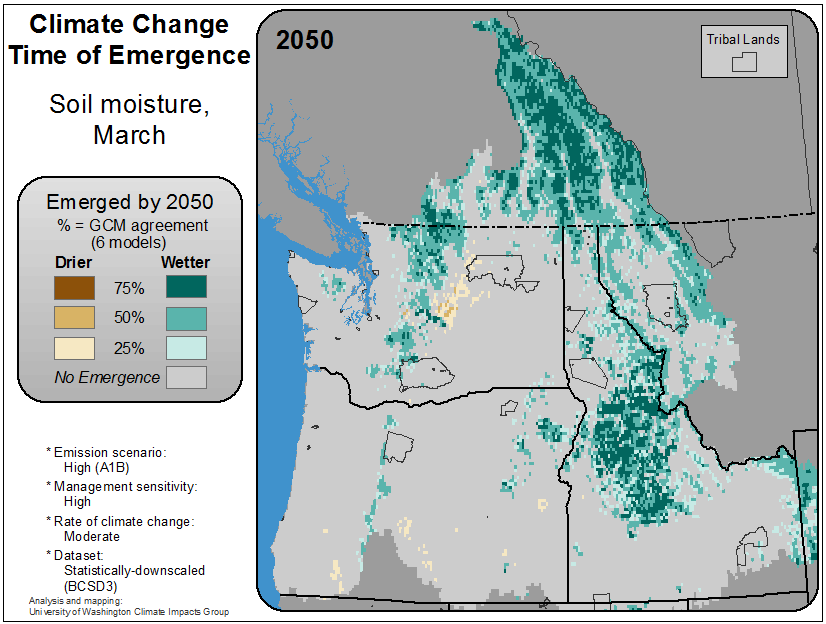 Climate Change
Time of Emergence
Soil moisture,
March
Emerged by 2050
% = GCM agreement
(6 models)
Drier Wetter
75%
50%
25%
No Emergence
* Emission scenario:
High (A1B)
* Management sensitivity:
High
* Rate of climate change:
Moderate
* Dataset:
Statistically-downscaled
(BCSD3)
Analysis and mapping:
University of Washington Climate Impacts Group
2050
Tribal Lands